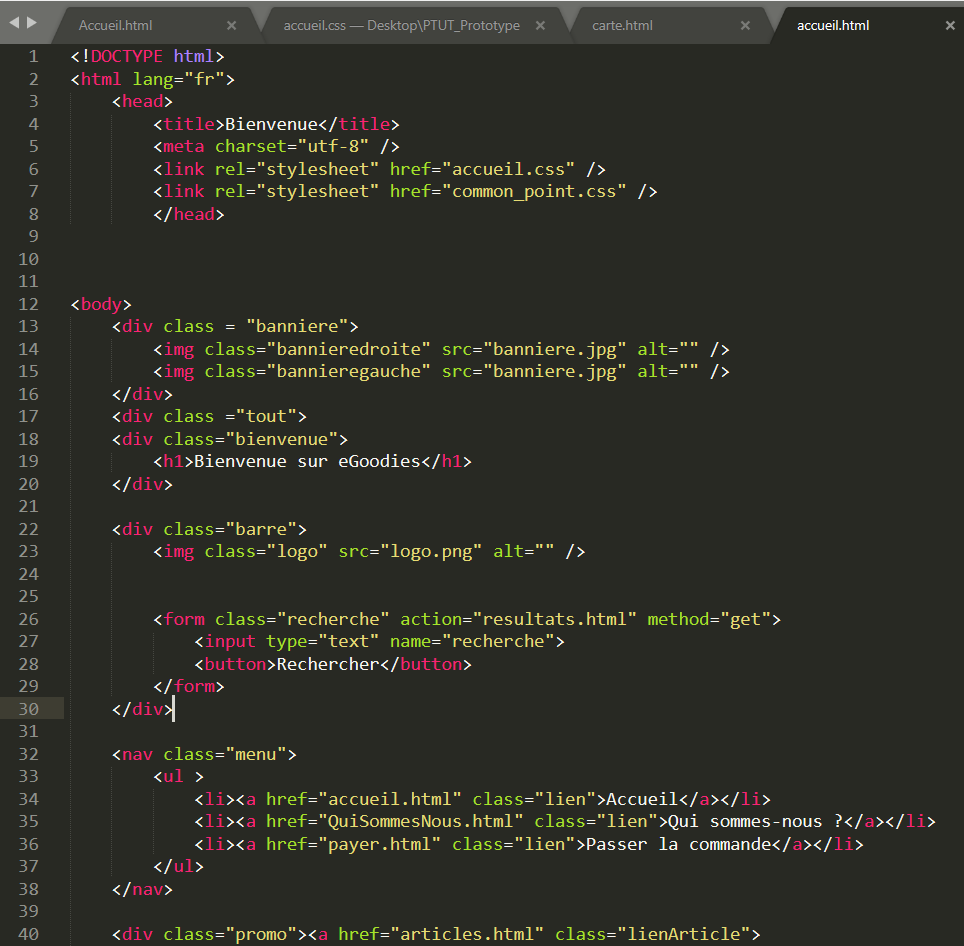 Accueil.html × accueil.css — Desktop\PTUT_Prototype × carte.html × accueil.html ×
1 <!DOCTYPE html>
2 <html lang="fr">
3 <head>
4 <title>Bienvenue</title>
5 <meta charset="utf-8" />
6 <link rel="stylesheet" href="accueil.css" />
7 <link rel="stylesheet" href="common_point.css" />
8 </head>
9
10
11
12 <body>
13 <div class = "banniere">
14 <img class="bannieredroite" src="banniere.jpg" alt="" />
15 <img class="bannieregauche" src="banniere.jpg" alt="" />
16 </div>
17 <div class ="tout">
18 <div class="bienvenue">
19 <h1>Bienvenue sur eGoodies</h1>
20 </div>
21
22 <div class="barre">
23 <img class="logo" src="logo.png" alt="" />
24
25
26 <form class="recherche" action="resultats.html" method="get">
27 <input type="text" name="recherche">
28 <button>Rechercher</button>
29 </form>
30 </div>
31
32 <nav class="menu">
33 <ul >
34 <li><a href="accueil.html" class="lien">Accueil</a></li>
35 <li><a href="QuiSommesNous.html" class="lien">Qui sommes-nous ?</a></li>
36 <li><a href="payer.html" class="lien">Passer la commande</a></li>
37 </ul>
38 </nav>
39
40 <div class="promo"><a href="articles.html" class="lienArticle">